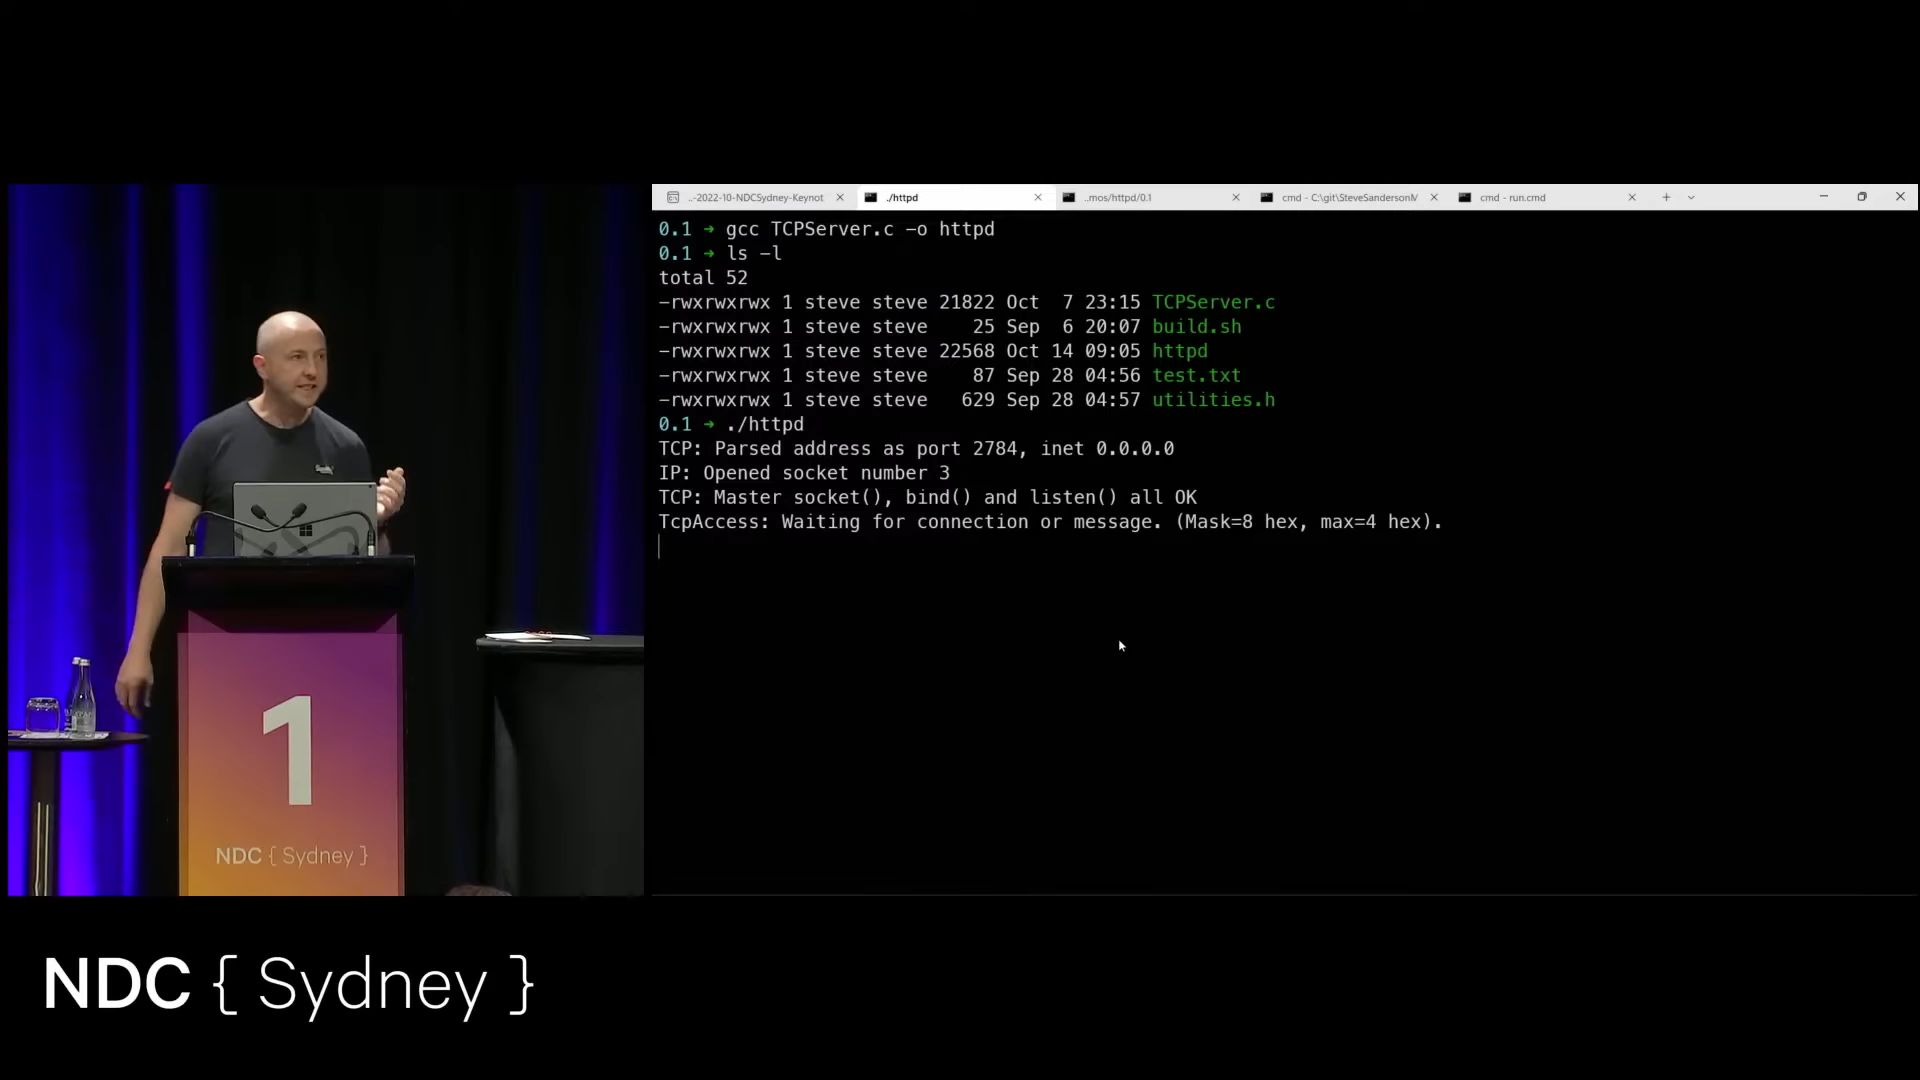 ..-2022-10-NDCSydney-Keynot
./httpd
..mos/httpd/0.1
cmd - C:\git\SteveSandersonM
cmd - run.cmd
0.1 → gcc TCPServer.c -o httpd
0.1 → ls -l
total 52
-rwxrwxrwx 1 steve steve 21822 Oct  7 23:15 TCPServer.c
-rwxrwxrwx 1 steve steve    25 Sep  6 20:07 build.sh
-rwxrwxrwx 1 steve steve 22568 Oct 14 09:05 httpd
-rwxrwxrwx 1 steve steve    87 Sep 28 04:56 test.txt
-rwxrwxrwx 1 steve steve   629 Sep 28 04:57 utilities.h
0.1 → ./httpd
TCP: Parsed address as port 2784, inet 0.0.0.0
IP: Opened socket number 3
TCP: Master socket(), bind() and listen() all OK
TcpAccess: Waiting for connection or message. (Mask=8 hex, max=4 hex).
1
NDC { Sydney }
NDC { Sydney }